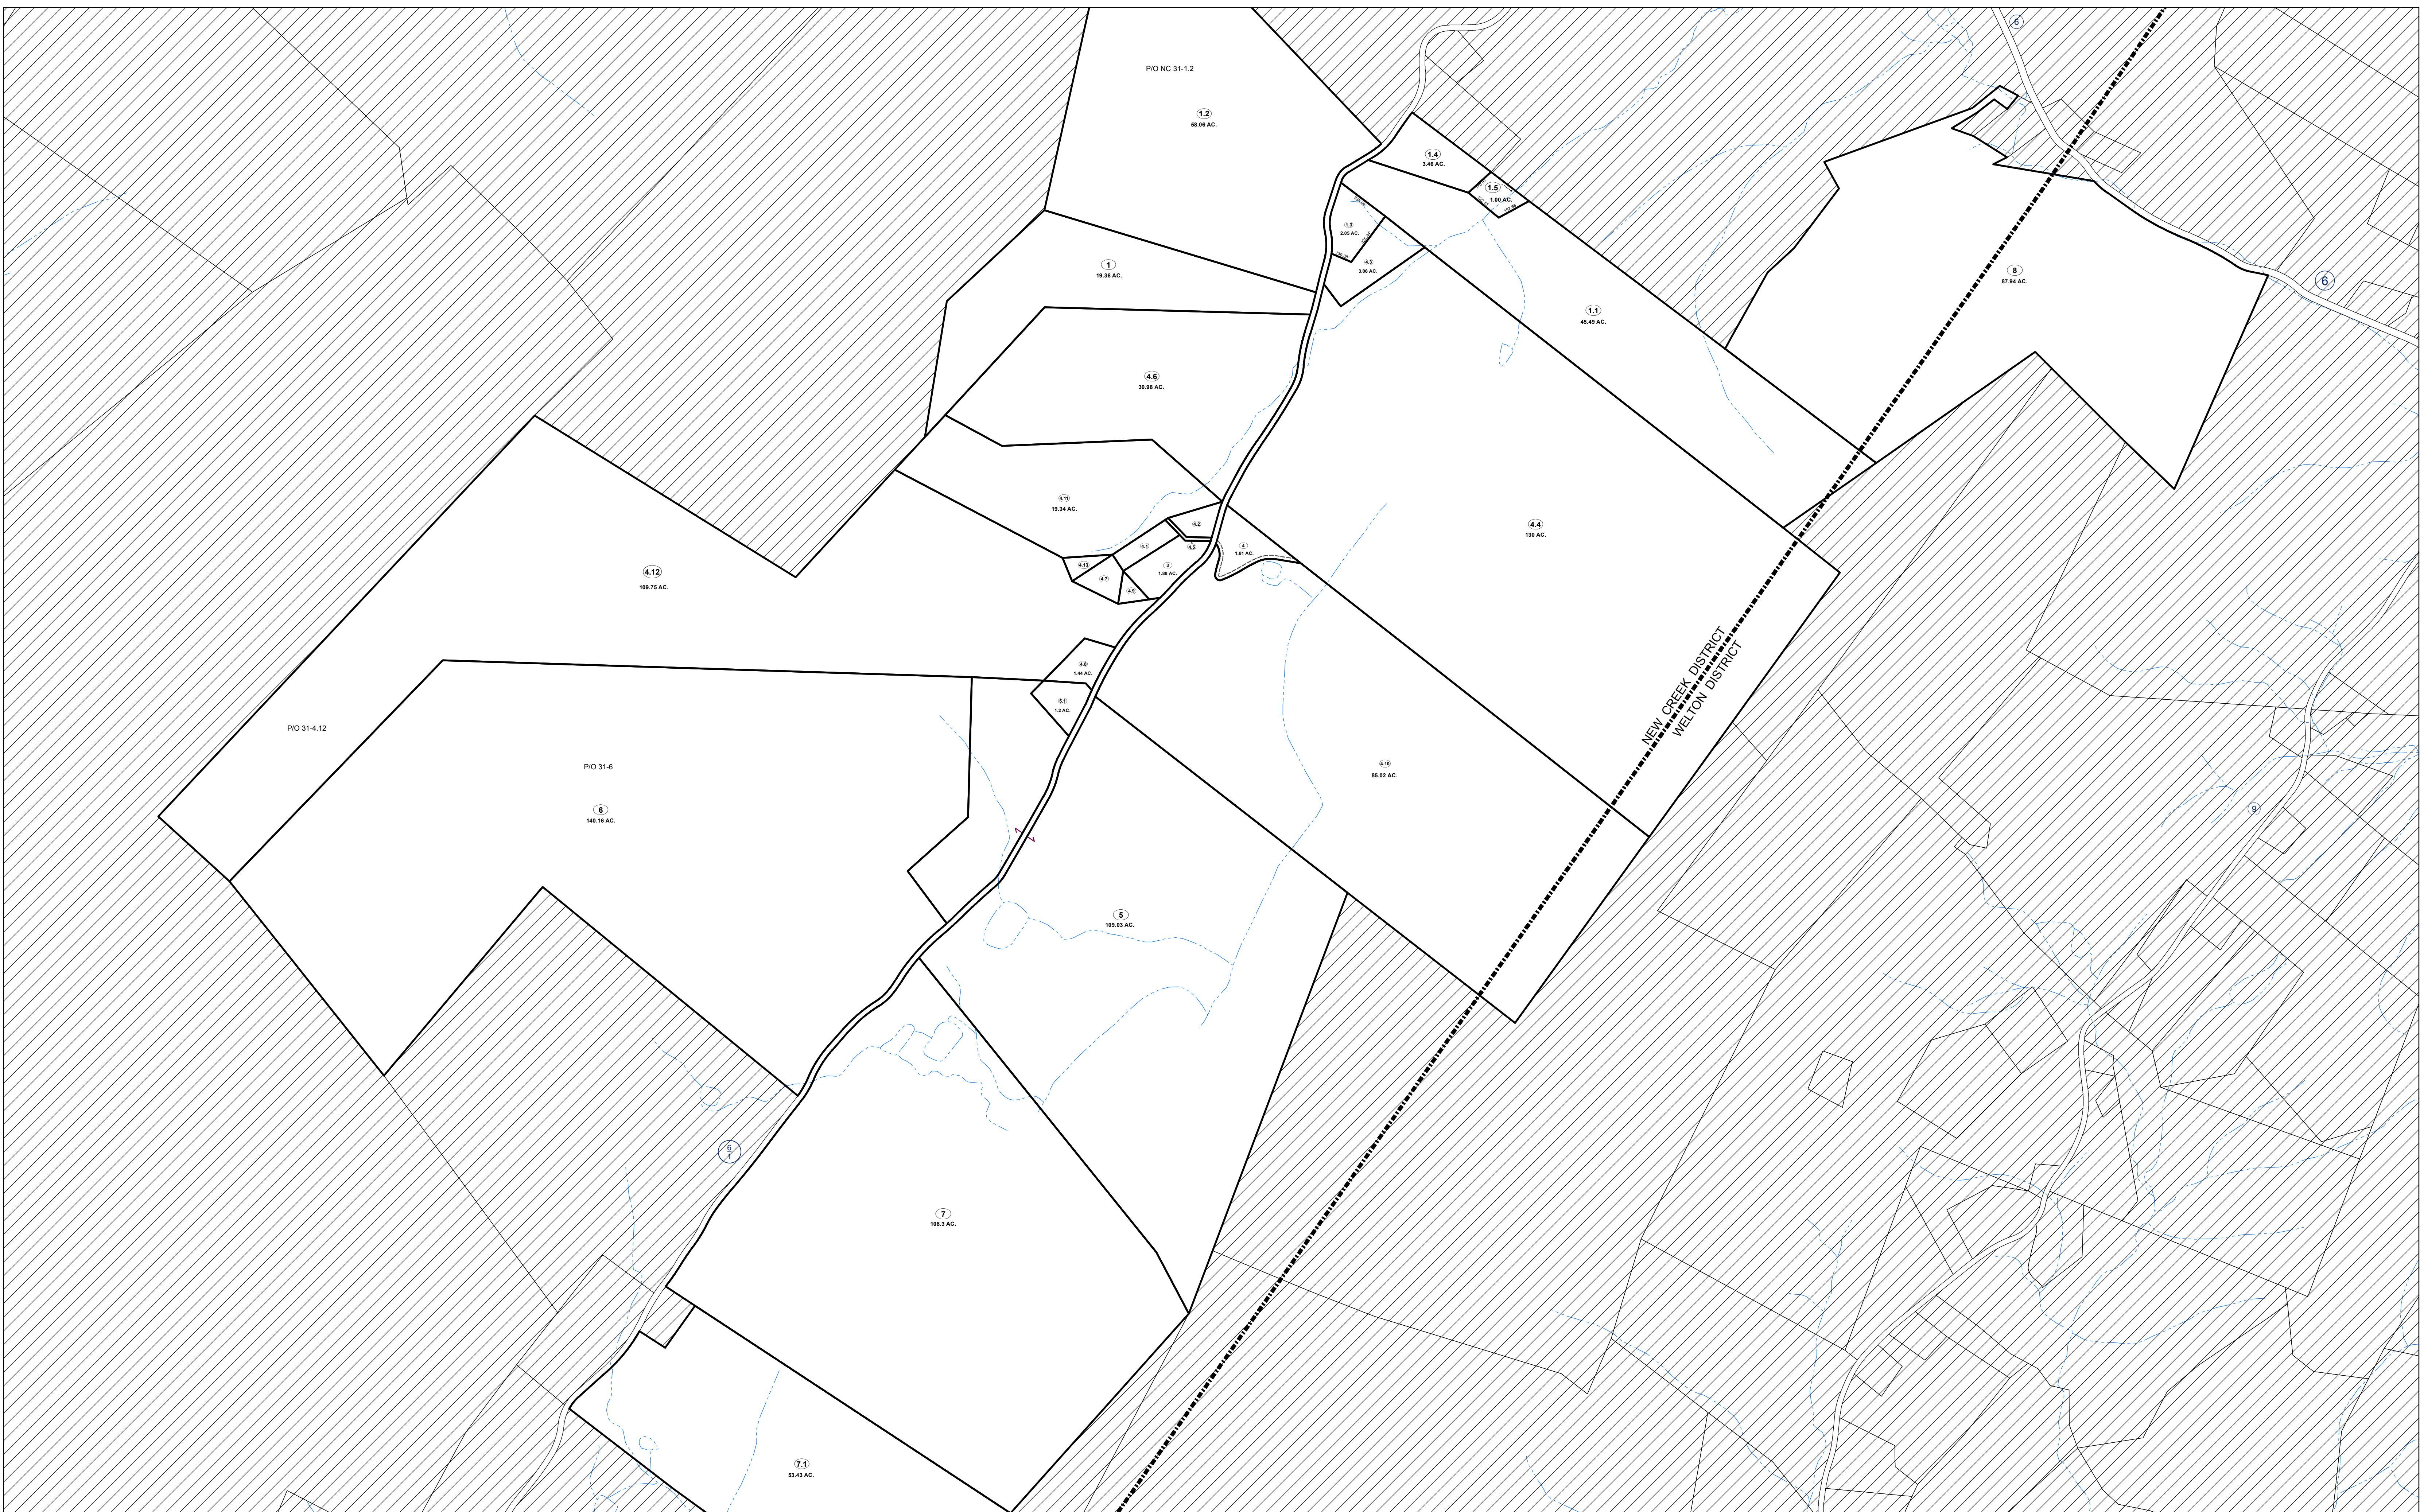 6
P/O NC 31-1.2
1.2
58.06 AC.
1.4
3.46 AC.
1.5
1.00 AC.
1.3
2.05 AC.
4.3
3.06 AC.
1
19.36 AC.
8
87.94 AC.
6
1.1
45.49 AC.
4.6
30.98 AC.
4.11
19.34 AC.
4.2
4.4
130 AC.
4.1
4.5
4
1.81 AC.
4.13
3
1.88 AC.
4.12
109.75 AC.
4.7
4.9
4.8
1.44 AC.
NEW CREEK DISTRICT
WELTON DISTRICT
5.1
1.2 AC.
P/O 31-4.12
P/O 31-6
4.10
85.02 AC.
6
140.16 AC.
9
5
109.03 AC.
6
1
7
108.3 AC.
7.1
53.43 AC.